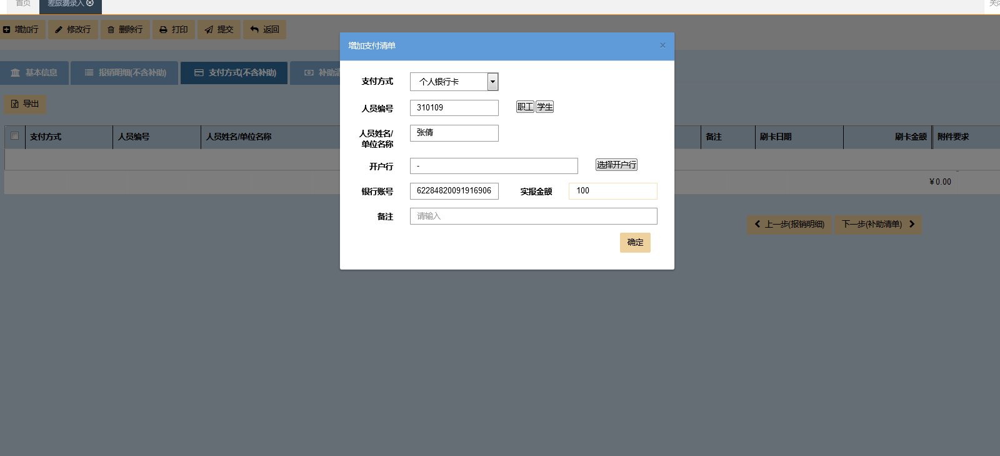 首页 差旅费录入 关闭
增加行 修改行 删除行 打印 提交 返回
增加支付清单 ×
基本信息 报销明细(不含补助) 支付方式(不含补助) 补助
支付方式 个人银行卡
导出
人员编号 310109 职工 学生
支付方式 人员编号 人员姓名/单位名称 备注 刷卡日期 刷卡金额 附件要求
人员姓名/
单位名称 张倩
开户行 - 选择开户行
¥0.00
银行账号 62284820091916906 实报金额 100
备注 请输入
上一步(报销明细) 下一步(补助清单)
确定